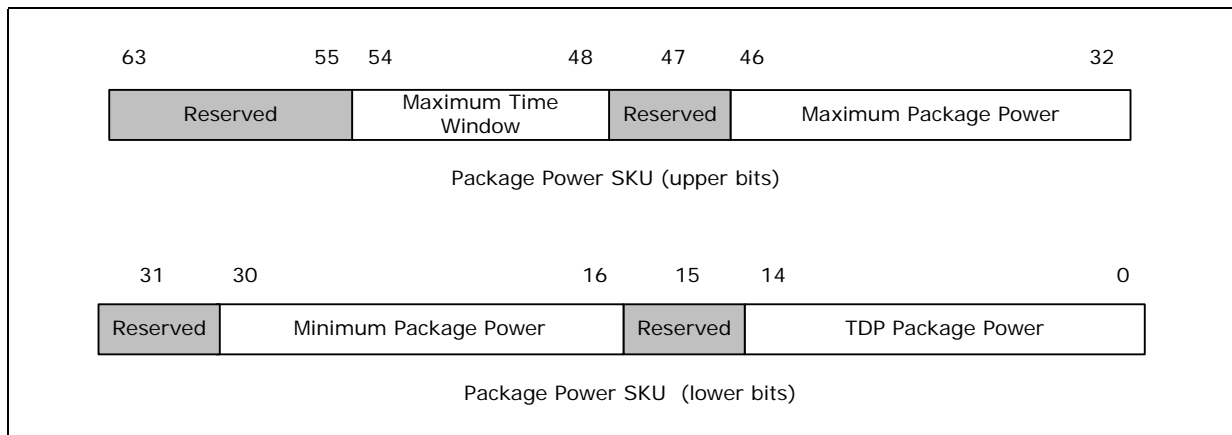 63 55 54 48 47 46 32
Reserved Maximum Time Window Reserved Maximum Package Power
Package Power SKU (upper bits)
31 30 16 15 14 0
Reserved Minimum Package Power Reserved TDP Package Power
Package Power SKU (lower bits)